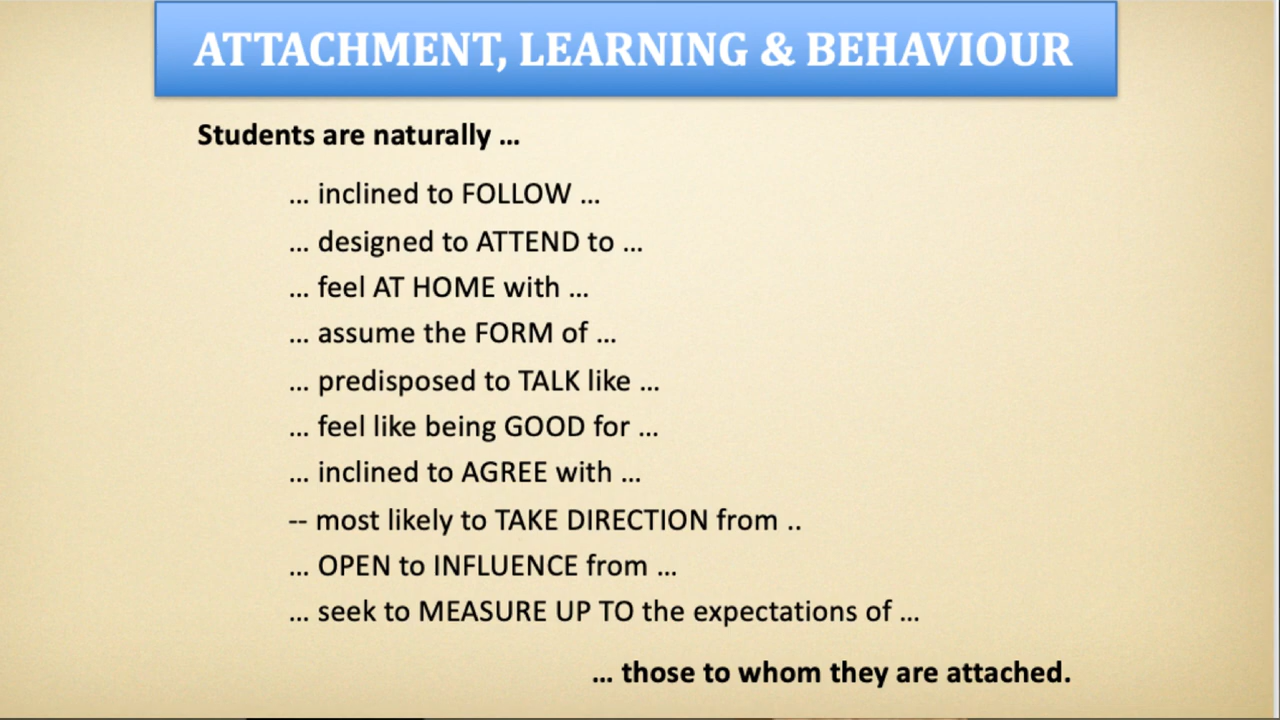 ATTACHMENT, LEARNING & BEHAVIOUR
Students are naturally ...
... inclined to FOLLOW ...
... designed to ATTEND to ...
... feel AT HOME with ...
... assume the FORM of ...
... predisposed to TALK like ...
... feel like being GOOD for ...
... inclined to AGREE with ...
-- most likely to TAKE DIRECTION from ..
... OPEN to INFLUENCE from ...
... seek to MEASURE UP TO the expectations of ...
... those to whom they are attached.